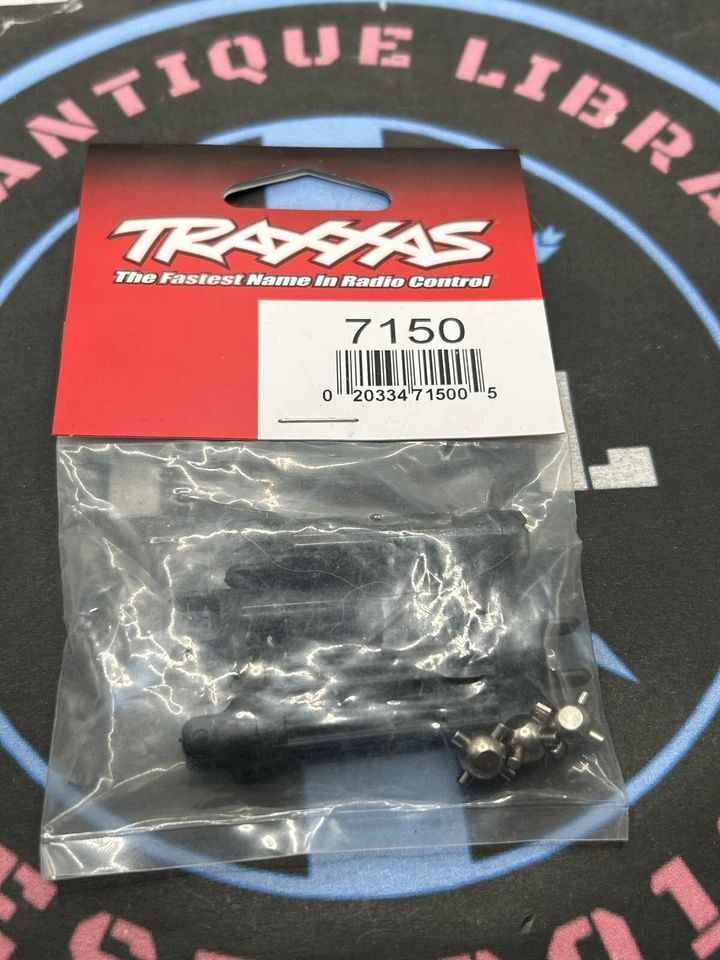 ANTIQUE LIBRA
TRAXXAS
The Fastest Name In Radio Control
7150
0 20334 71500 5